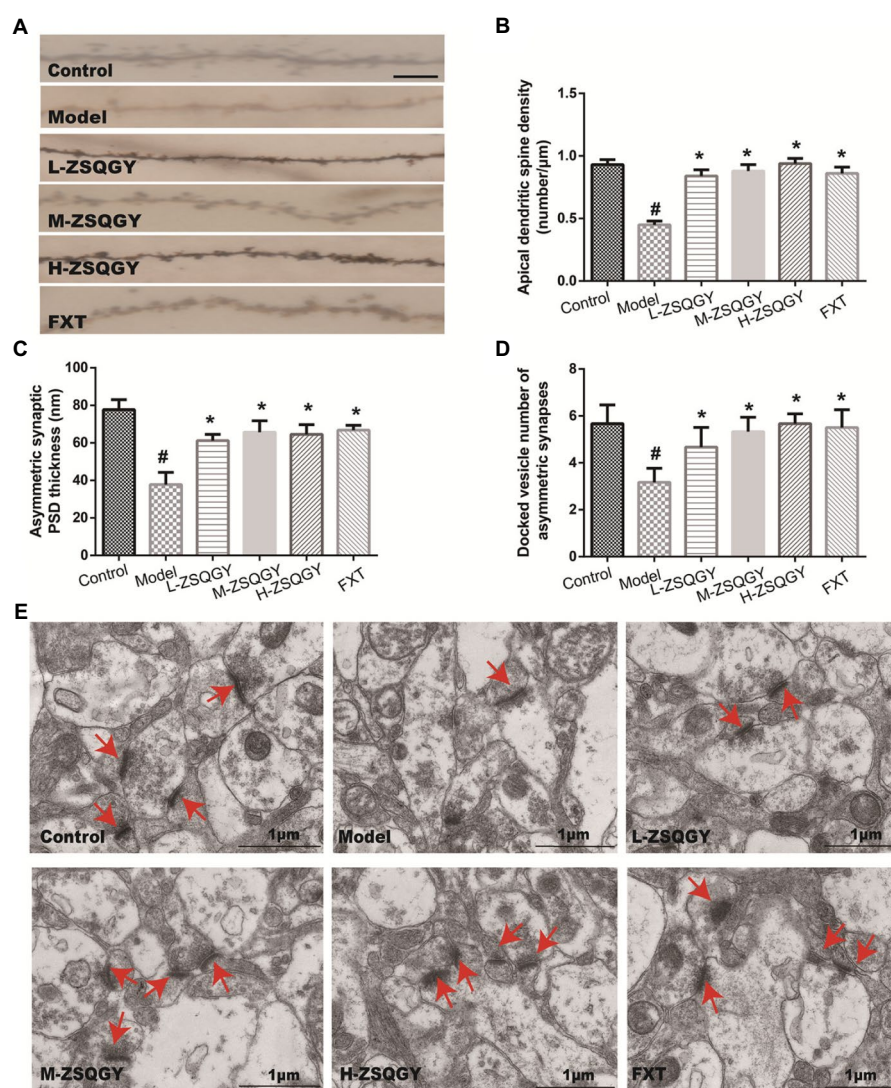 A
Control
Model
L-ZSQGY
M-ZSQGY
H-ZSQGY
FXT
B
Apical dendritic spine density
(number/μm)
1.5
1.0
0.5
0.0
#
*
*
*
*
Control
Model
L-ZSQGY
M-ZSQGY
H-ZSQGY
FXT
C
Asymmetric synaptic
PSD thickness (nm)
100
80
60
40
20
0
#
*
*
*
*
Control
Model
L-ZSQGY
M-ZSQGY
H-ZSQGY
FXT
D
Docked vesicle number of
asymmetric synapses
8
6
4
2
0
#
*
*
*
*
Control
Model
L-ZSQGY
M-ZSQGY
H-ZSQGY
FXT
E
Control
1μm
Model
1μm
L-ZSQGY
1μm
M-ZSQGY
1μm
H-ZSQGY
1μm
FXT
1μm